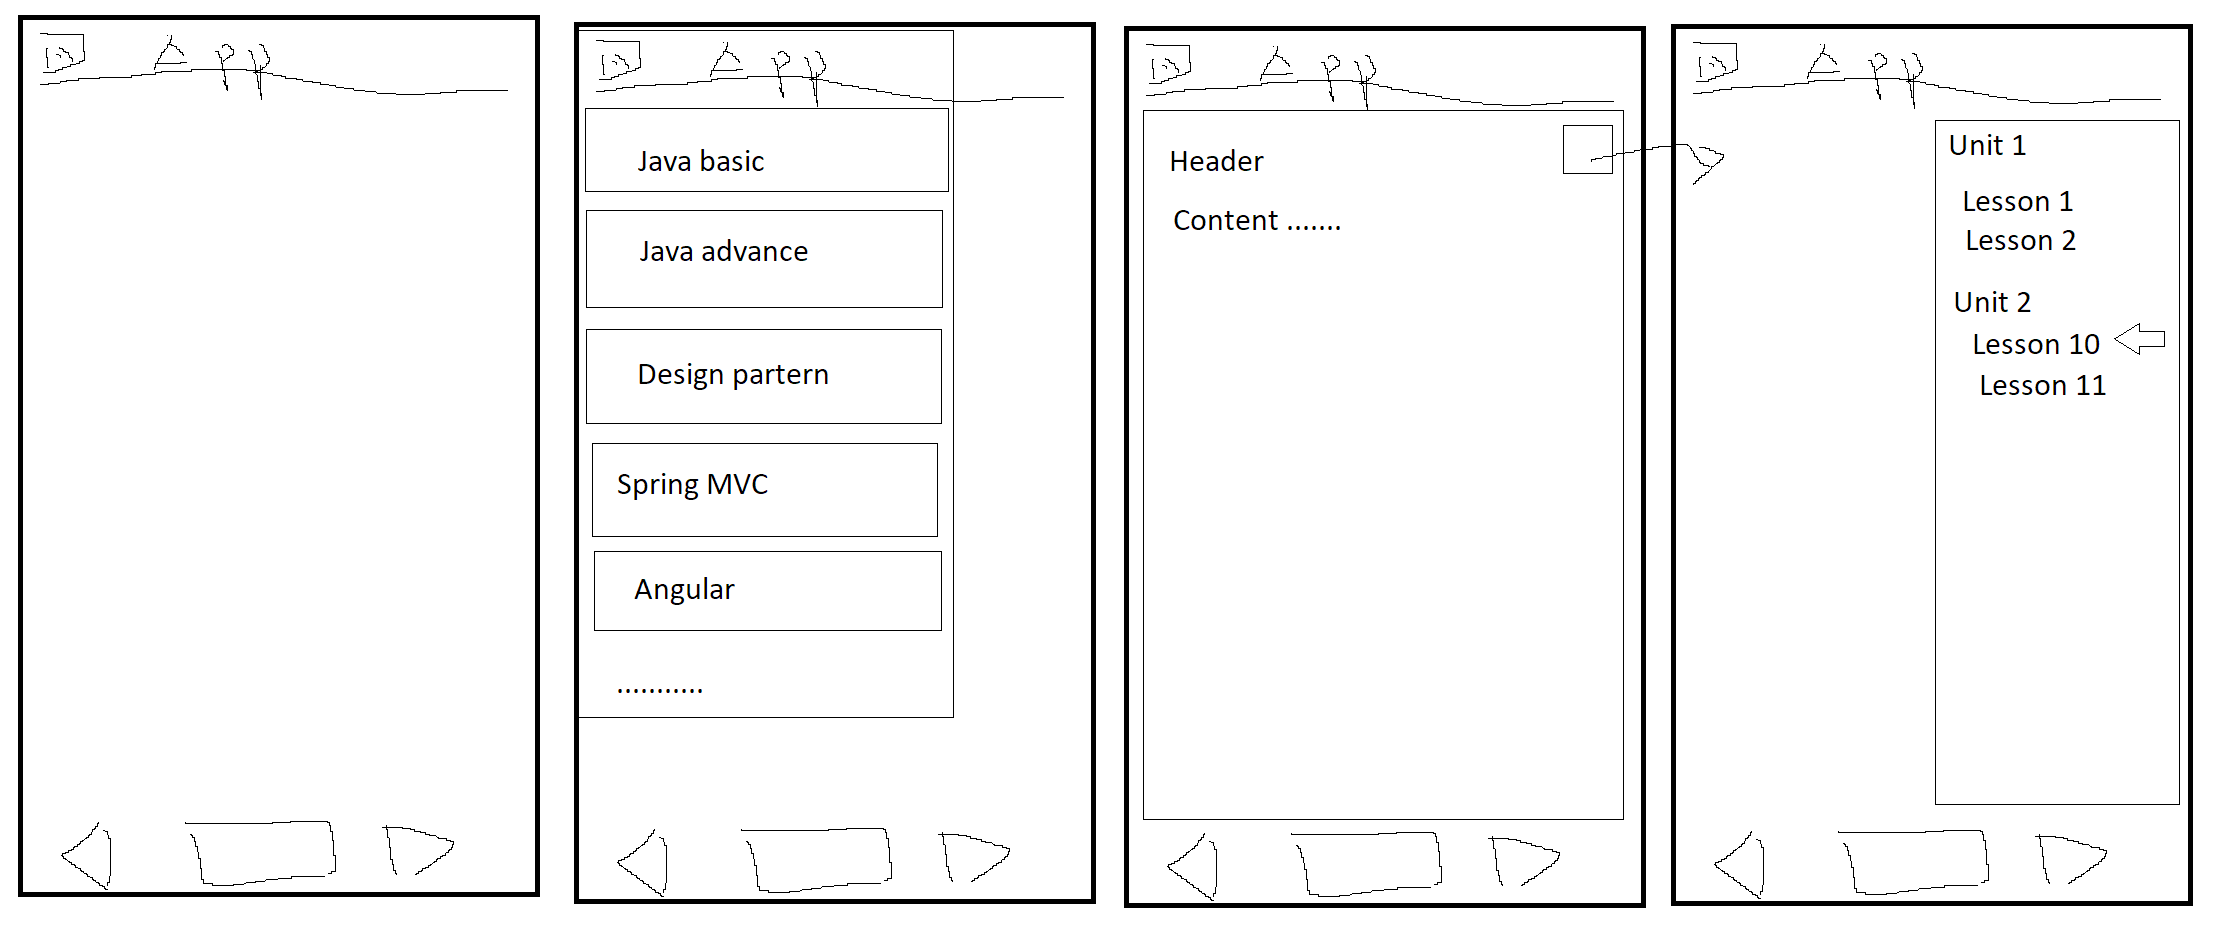 App
App
Java basic
Java advance
Design partern
Spring MVC
Angular
...........
App
Header
Content .......
App
Unit 1
Lesson 1
Lesson 2
Unit 2
Lesson 10
Lesson 11